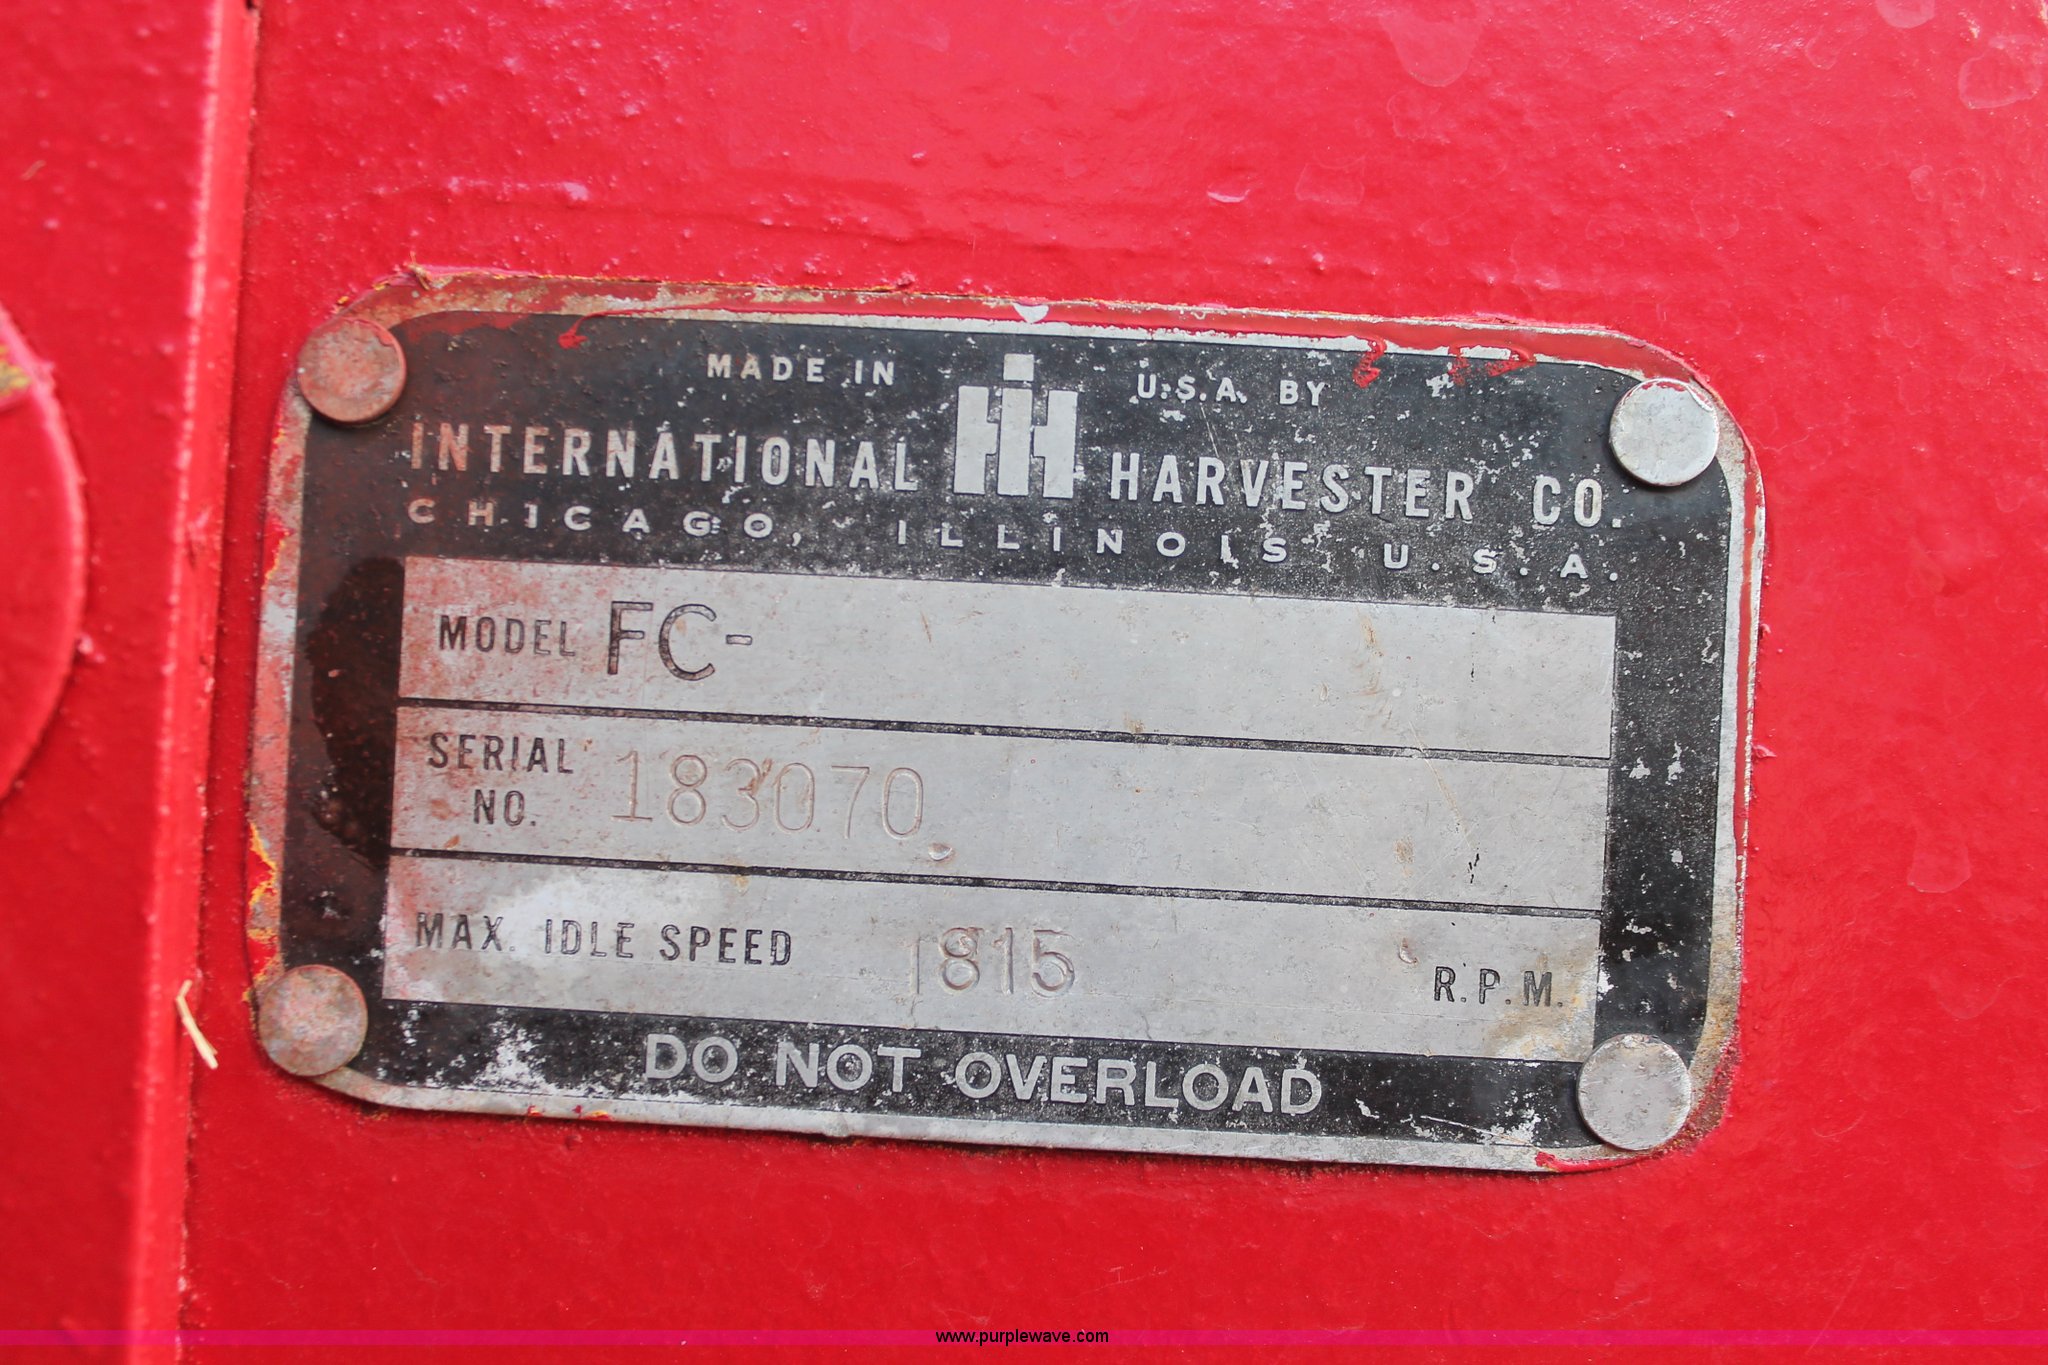 MADE IN IH U.S.A. BY
INTERNATIONAL HARVESTER CO.
CHICAGO, ILLINOIS U.S.A.
MODEL FC-
SERIAL NO. 183070
MAX. IDLE SPEED 1815 R.P.M.
DO NOT OVERLOAD
www.purplewave.com